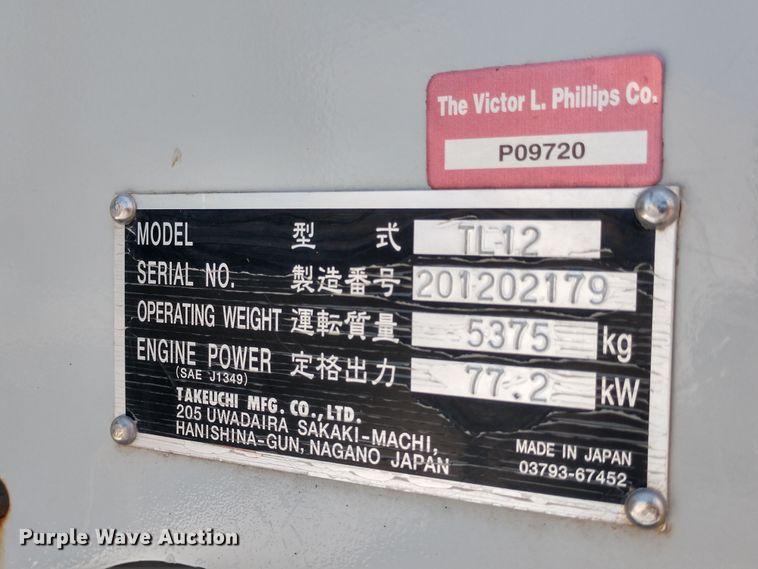 The Victor L. Phillips Co.
P09720
MODEL 型 式 TL12
SERIAL NO. 製造番号 201202179
OPERATING WEIGHT 運転質量 5375 kg
ENGINE POWER 定格出力 77.2 kW
(SAE J1349)
TAKEUCHI MFG. CO., LTD.
205 UWADAIRA SAKAKI-MACHI,
HANISHINA-GUN, NAGANO JAPAN
MADE IN JAPAN
03793-67452
Purple Wave Auction